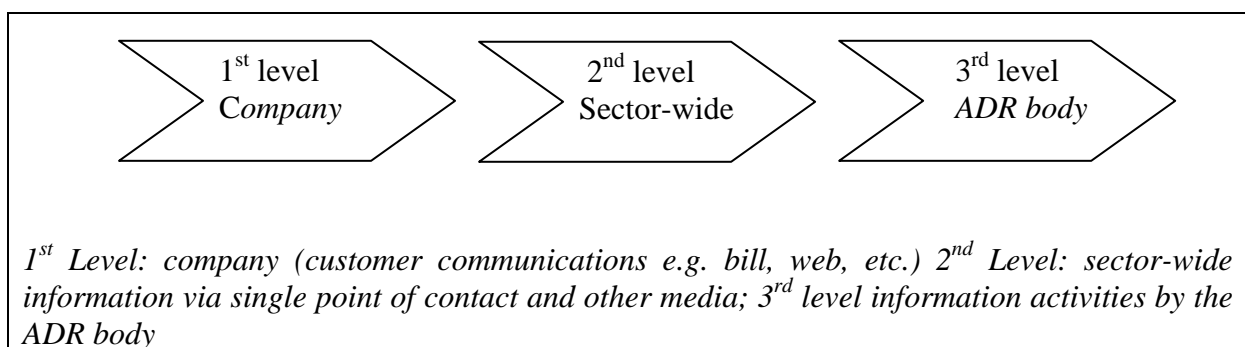 1st level
Company
2nd level
Sector-wide
3rd level
ADR body
1st Level: company (customer communications e.g. bill, web, etc.) 2nd Level: sector-wide
information via single point of contact and other media; 3rd level information activities by the
ADR body